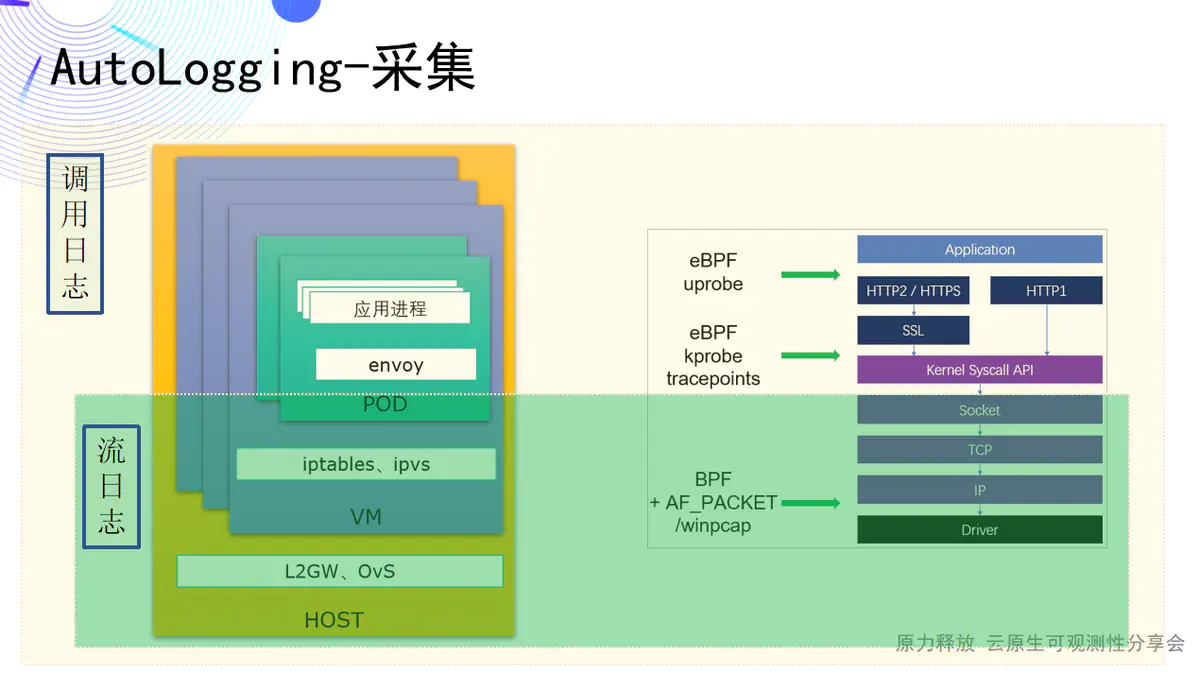 AutoLogging-采集
调用日志
应用进程
envoy
POD
iptables、ipvs
VM
L2GW、OvS
HOST
流日志
eBPF
uprobe
eBPF
kprobe
tracepoints
BPF
+ AF_PACKET
/winpcap
Application
HTTP2 / HTTPS
HTTP1
SSL
Kernel Syscall API
Socket
TCP
IP
Driver
原力释放 云原生可观测性分享会